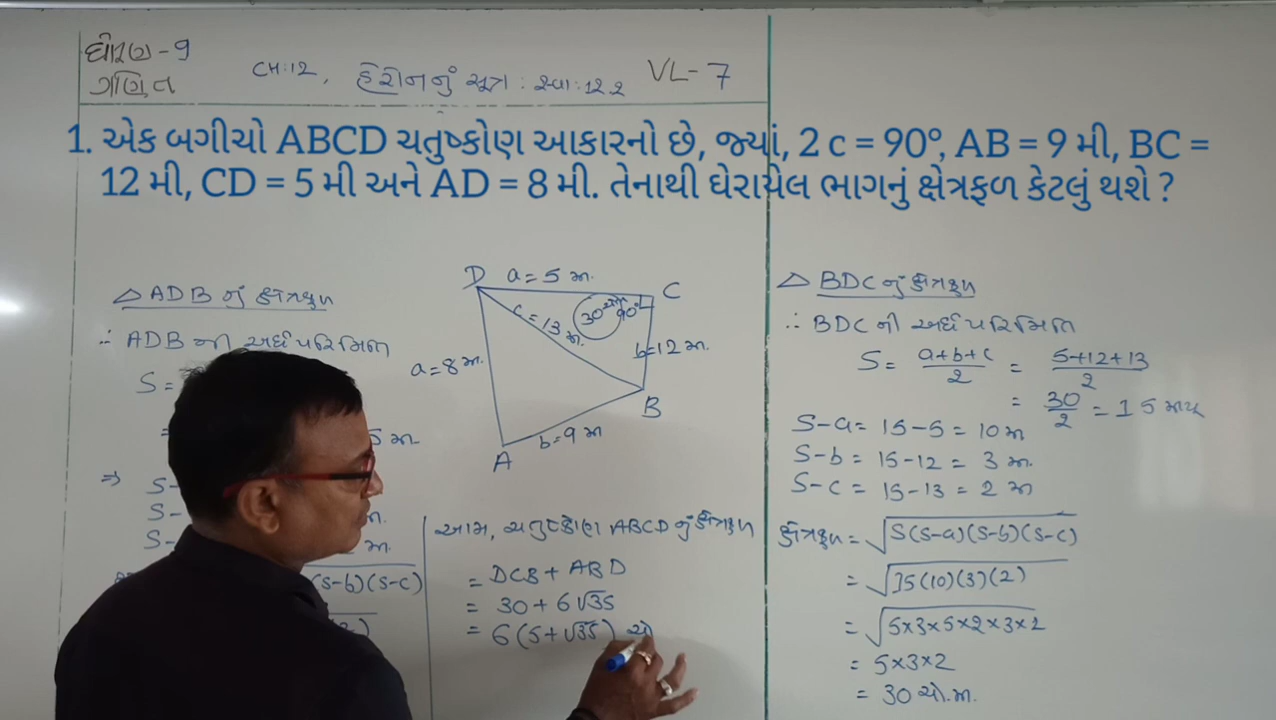 ધોરણ - 9
ગણિત
CH:12, હેરોનનું સૂત્ર : સ્વા:12.2 VL-7
1. એક બગીચો ABCD ચતુષ્કોણ આકારનો છે, જ્યાં, 2 c = 90°, AB = 9 મી, BC =
12 મી, CD = 5 મી અને AD = 8 મી. તેનાથી ઘેરાયેલ ભાગનું ક્ષેત્રફળ કેટલું થશે ?
△ ADB નું ક્ષેત્રફળ
∴ ADB ની અર્ધપરિમિતિ
S=
=
5 મી.
⇒ S-
S-
S-
(s-b)(s-c)
D a=5 મી. C
c=13 મી.
30 ચોમી
90°
a=8 મી.
b=12 મી.
B
b=9 મી
A
આમ, ચતુષ્કોણ ABCD નું ક્ષેત્રફળ
= DCB + ABD
= 30+6√35
= 6(5+√35) ચો
△ BDC નું ક્ષેત્રફળ
∴ BDC ની અર્ધપરિમિતિ
S= a+b+c/2 = 5+12+13/2
= 30/2 = 15
S-a= 15-5 = 10 મી
S-b = 15-12 = 3 મી.
S-c = 15-13 = 2 મી
ક્ષેત્રફળ = √S(s-a)(s-b)(s-c)
= √15(10)(3)(2)
= √5×3×5×2×3×2
= 5×3×2
= 30 ચો.મી.